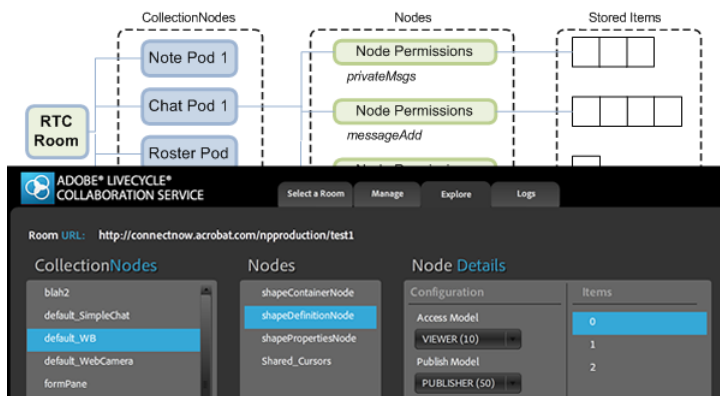 CollectionNodes Nodes Stored Items
Note Pod 1
Node Permissions
privateMsgs
Chat Pod 1
Node Permissions
messageAdd
RTC
Room
Roster Pod
ADOBE® LIVECYCLE®
COLLABORATION SERVICE
Select a Room Manage Explore Logs
Room URL: http://connectnow.acrobat.com/npproduction/test1
CollectionNodes
blah2
default_SimpleChat
default_WB
default_WebCamera
formPane
Nodes
shapeContainerNode
shapeDefinitionNode
shapePropertiesNode
Shared_Cursors
Node Details
Configuration
Access Model
VIEWER (10)
Publish Model
PUBLISHER (50)
Items
0
1
2